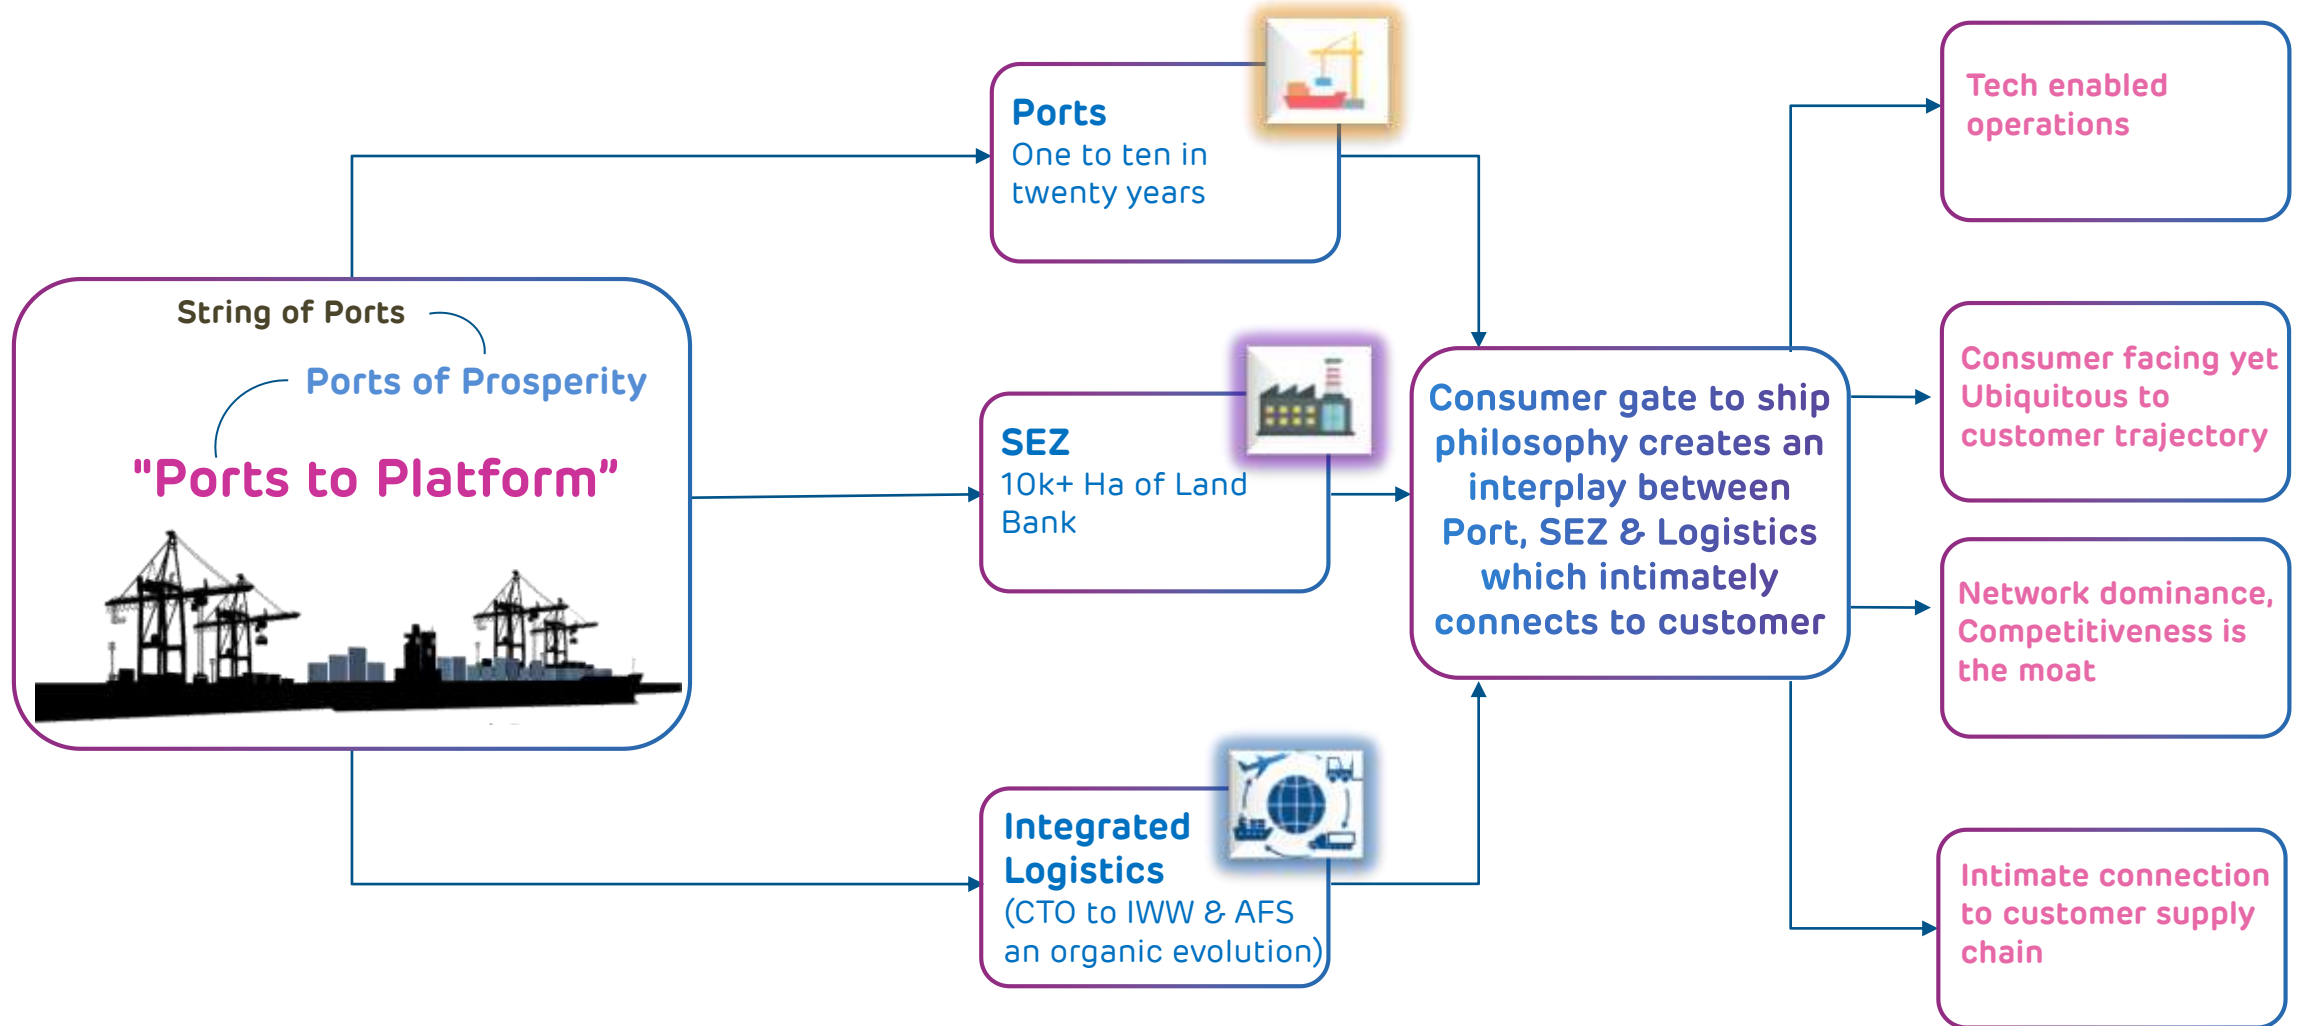 String of Ports
Ports of Prosperity
"Ports to Platform”
Ports
One to ten in
twenty years
SEZ
10k+ Ha of Land
Bank
Integrated
Logistics
(CTO to IWW & AFS
an organic evolution)
Consumer gate to ship
philosophy creates an
interplay between
Port, SEZ & Logistics
which intimately
connects to customer
Tech enabled
operations
Consumer facing yet
Ubiquitous to
customer trajectory
Network dominance,
Competitiveness is
the moat
Intimate connection
to customer supply
chain